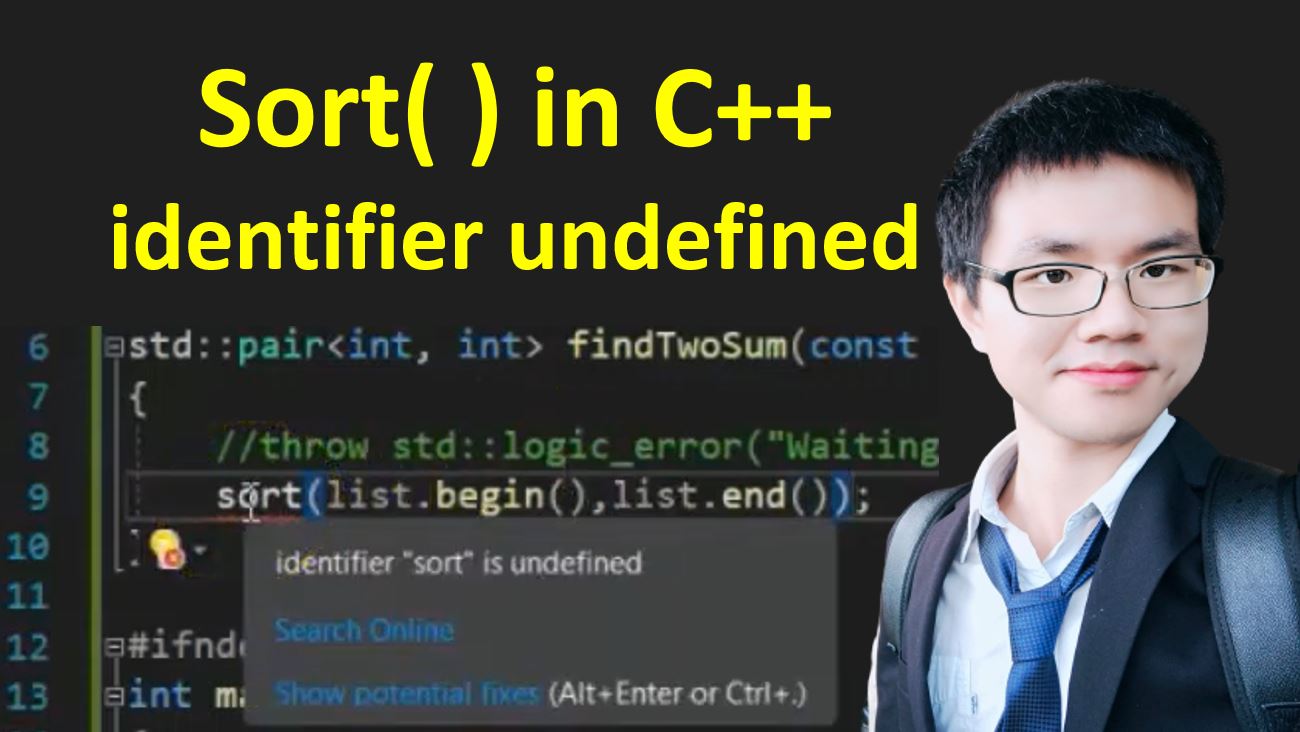 Sort( ) in C++
identifier undefined
6 std::pair<int, int> findTwoSum(const
7 {
8 //throw std::logic_error("Waiting
9 sort(list.begin(),list.end());
10
identifier "sort" is undefined
11
Search Online
12 #ifnd
13 int ma
Show potential fixes (Alt+Enter or Ctrl+.)